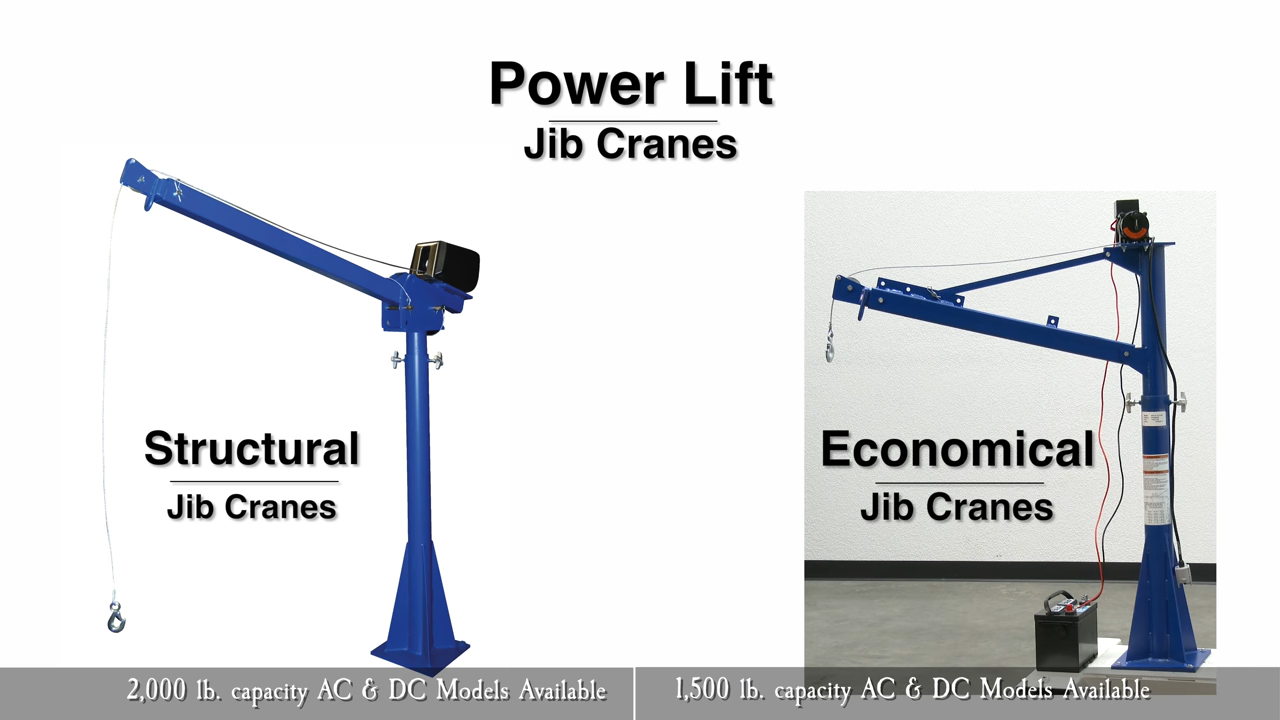 Power Lift
Jib Cranes
Structural
Jib Cranes
Economical
Jib Cranes
2,000 lb. capacity AC & DC Models Available
1,500 lb. capacity AC & DC Models Available